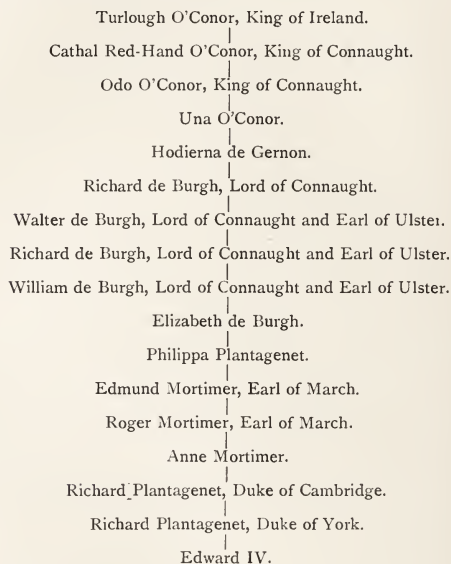 Turlough O'Conor, King of Ireland.
Cathal Red-Hand O'Conor, King of Connaught.
Odo O'Conor, King of Connaught.
Una O'Conor.
Hodierna de Gernon.
Richard de Burgh, Lord of Connaught.
Walter de Burgh, Lord of Connaught and Earl of Ulster.
Richard de Burgh, Lord of Connaught and Earl of Ulster.
William de Burgh, Lord of Connaught and Earl of Ulster.
Elizabeth de Burgh.
Philippa Plantagenet.
Edmund Mortimer, Earl of March.
Roger Mortimer, Earl of March.
Anne Mortimer.
Richard Plantagenet, Duke of Cambridge.
Richard Plantagenet, Duke of York.
Edward IV.